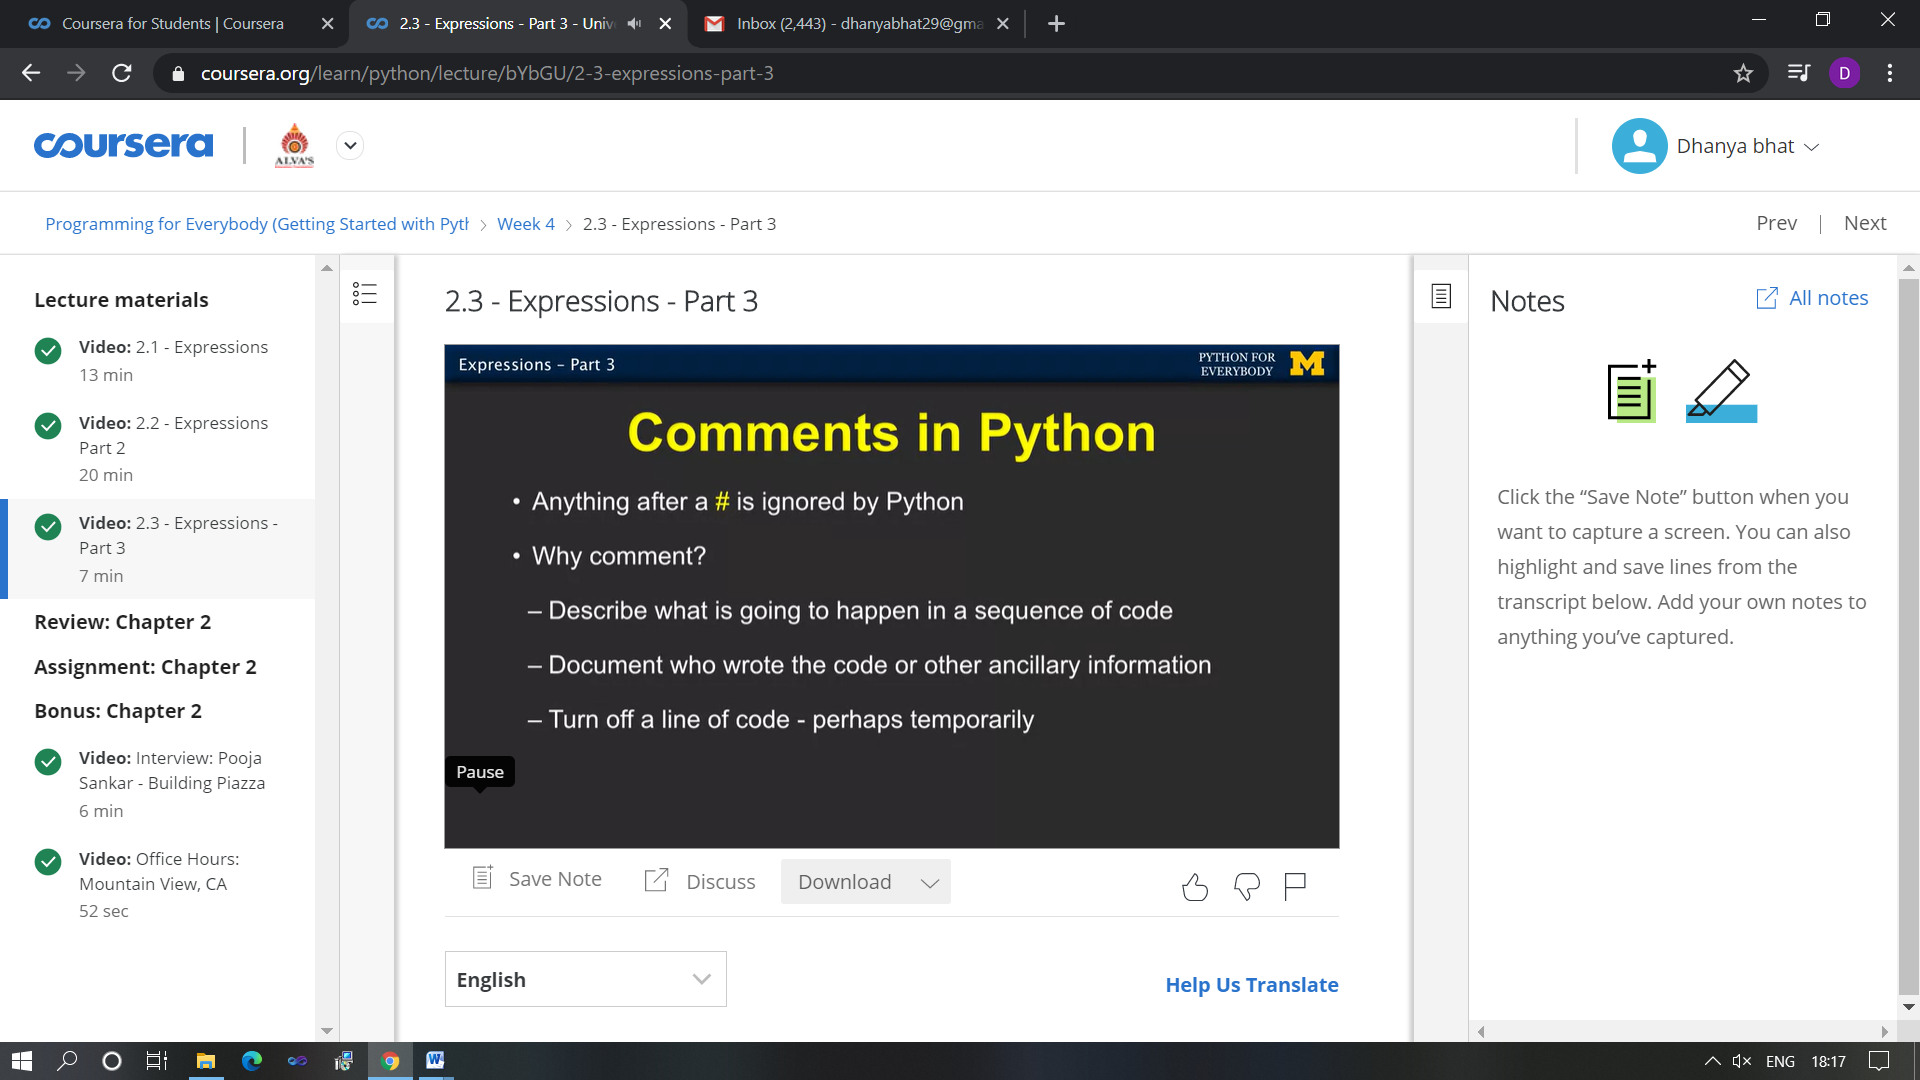 Coursera for Students | Coursera
2.3 - Expressions - Part 3 - Univ
Inbox (2,443) - dhanyabhat29@gma
coursera.org/learn/python/lecture/bYbGU/2-3-expressions-part-3
D
coursera
ALVA'S
Dhanya bhat
Programming for Everybody (Getting Started with Pyth
Week 4
2.3 - Expressions - Part 3
Prev | Next
Lecture materials
Video: 2.1 - Expressions
13 min
Video: 2.2 - Expressions
Part 2
20 min
Video: 2.3 - Expressions -
Part 3
7 min
Review: Chapter 2
Assignment: Chapter 2
Bonus: Chapter 2
Video: Interview: Pooja
Sankar - Building Piazza
6 min
Video: Office Hours:
Mountain View, CA
52 sec
2.3 - Expressions - Part 3
Expressions – Part 3
PYTHON FOR
EVERYBODY
M
Comments in Python
• Anything after a # is ignored by Python
• Why comment?
– Describe what is going to happen in a sequence of code
– Document who wrote the code or other ancillary information
– Turn off a line of code - perhaps temporarily
Pause
Save Note
Discuss
Download
English
Help Us Translate
Notes
All notes
Click the “Save Note” button when you
want to capture a screen. You can also
highlight and save lines from the
transcript below. Add your own notes to
anything you’ve captured.
ENG
18:17